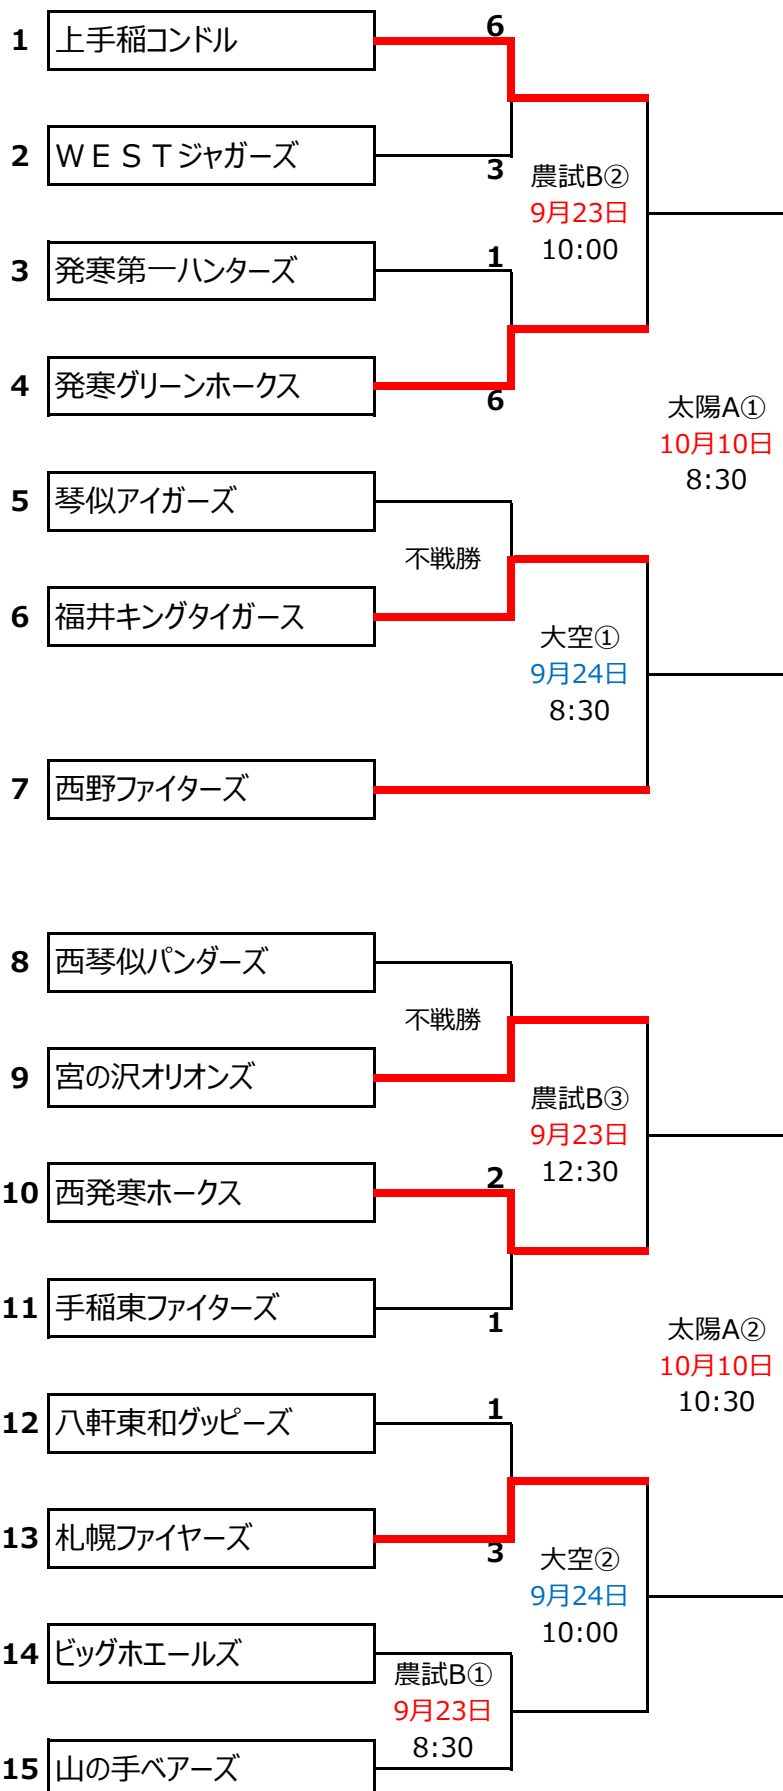 6
1 上手稲コンドル
2 ＷＥＳＴジャガーズ
3
農試B②
9月23日
10:00
1
3 発寒第一ハンターズ
4 発寒グリーンホークス
6
太陽A①
10月10日
8:30
5 琴似アイガーズ
不戦勝
6 福井キングタイガース
大空①
9月24日
8:30
7 西野ファイターズ
8 西琴似パンダーズ
不戦勝
9 宮の沢オリオンズ
農試B③
9月23日
12:30
2
10 西発寒ホークス
11 手稲東ファイターズ
1
太陽A②
10月10日
10:30
1
12 八軒東和グッピーズ
13 札幌ファイヤーズ
3
大空②
9月24日
10:00
14 ビッグホエールズ
農試B①
9月23日
8:30
15 山の手ベアーズ